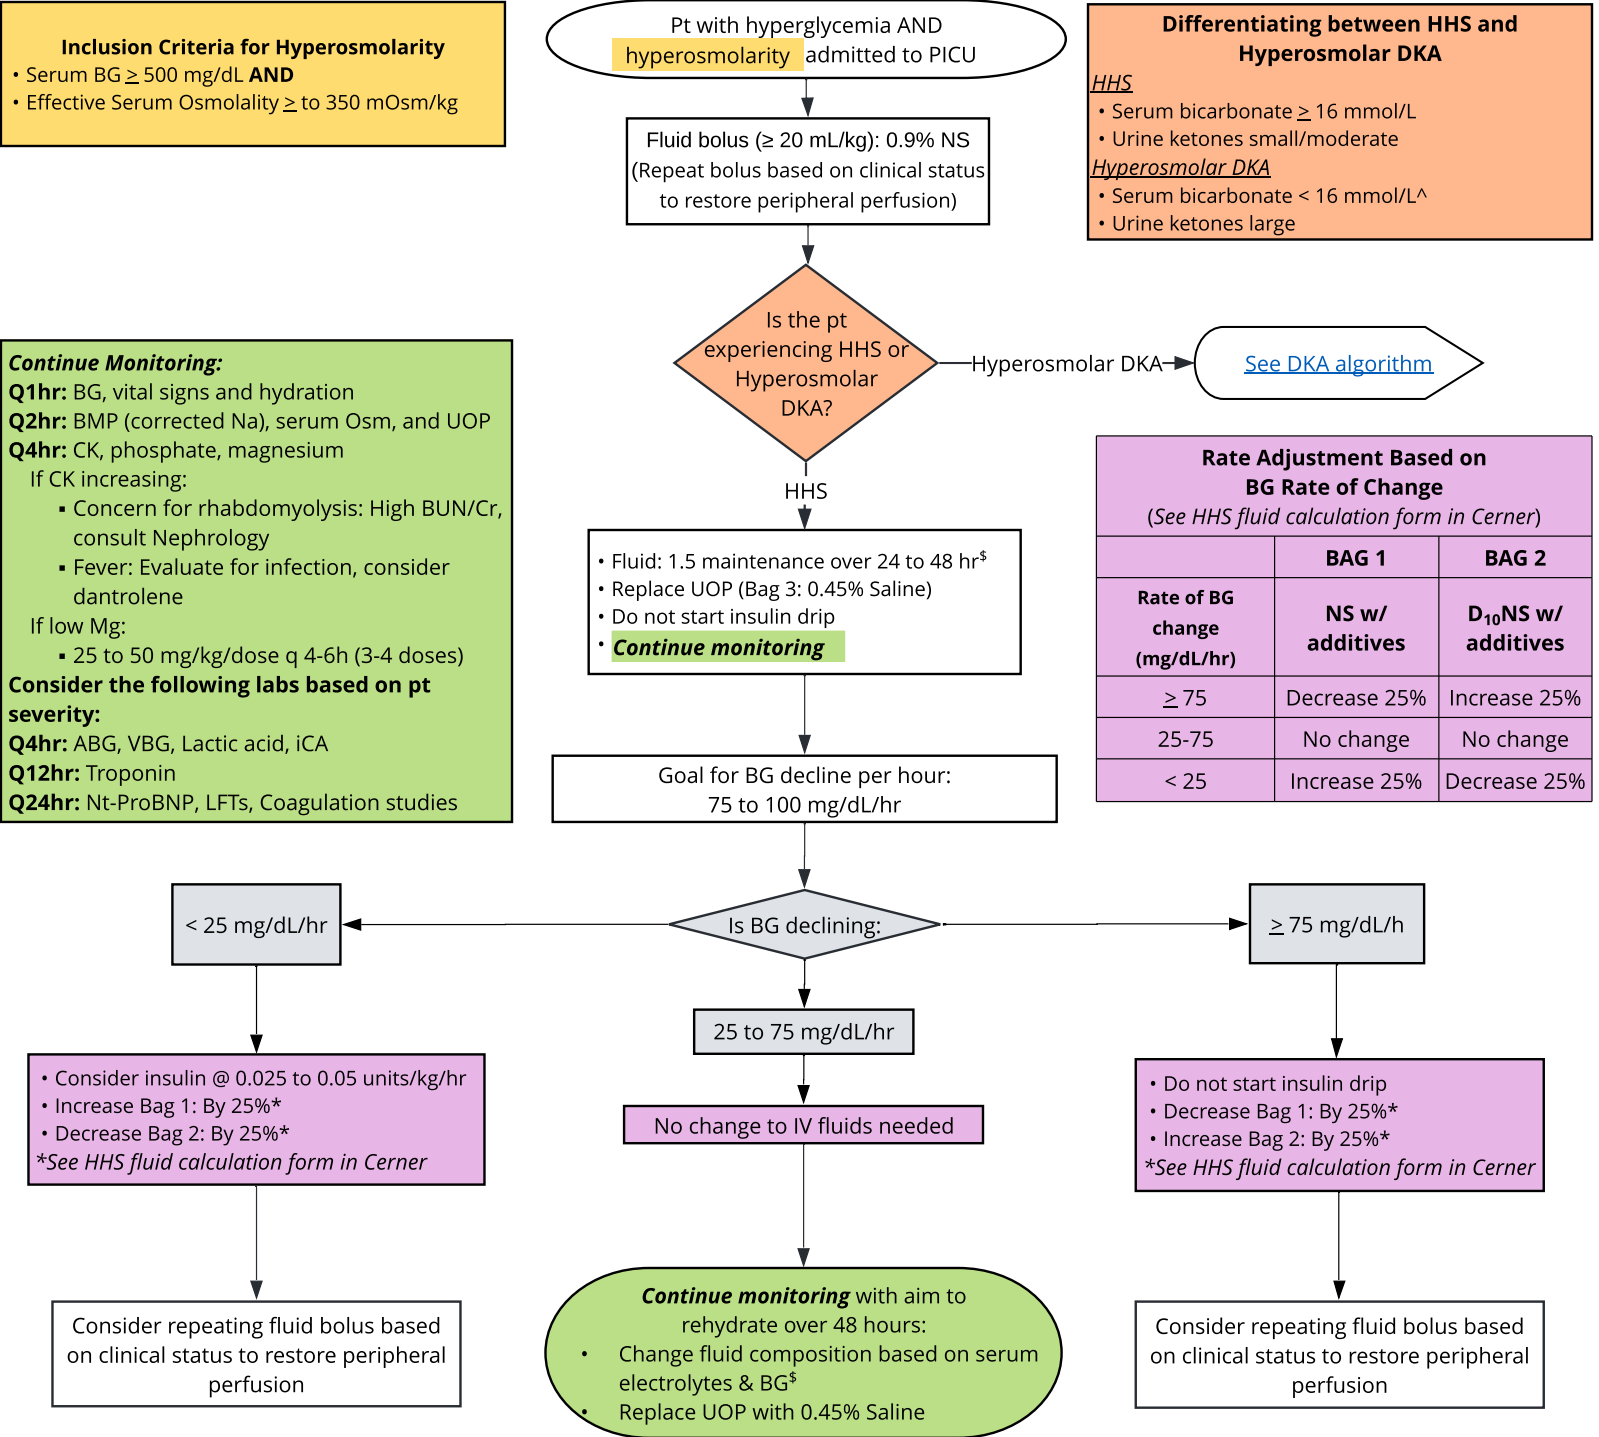 Inclusion Criteria for Hyperosmolarity
• Serum BG ≥ 500 mg/dL AND
• Effective Serum Osmolality ≥ to 350 mOsm/kg
Pt with hyperglycemia AND
hyperosmolarity admitted to PICU
Differentiating between HHS and
Hyperosmolar DKA
HHS
• Serum bicarbonate ≥ 16 mmol/L
• Urine ketones small/moderate
Hyperosmolar DKA
• Serum bicarbonate < 16 mmol/L^
• Urine ketones large
Fluid bolus (≥ 20 mL/kg): 0.9% NS
(Repeat bolus based on clinical status
to restore peripheral perfusion)
Is the pt
experiencing HHS or
Hyperosmolar
DKA?
Hyperosmolar DKA
See DKA algorithm
HHS
Continue Monitoring:
Q1hr: BG, vital signs and hydration
Q2hr: BMP (corrected Na), serum Osm, and UOP
Q4hr: CK, phosphate, magnesium
If CK increasing:
▪ Concern for rhabdomyolysis: High BUN/Cr,
consult Nephrology
▪ Fever: Evaluate for infection, consider
dantrolene
If low Mg:
▪ 25 to 50 mg/kg/dose q 4-6h (3-4 doses)
Consider the following labs based on pt
severity:
Q4hr: ABG, VBG, Lactic acid, iCA
Q12hr: Troponin
Q24hr: Nt-ProBNP, LFTs, Coagulation studies
• Fluid: 1.5 maintenance over 24 to 48 hr$
• Replace UOP (Bag 3: 0.45% Saline)
• Do not start insulin drip
• Continue monitoring
Rate Adjustment Based on
BG Rate of Change
(See HHS fluid calculation form in Cerner)
BAG 1 BAG 2
Rate of BG
change
(mg/dL/hr)
NS w/
additives
D10NS w/
additives
≥ 75 Decrease 25% Increase 25%
25-75 No change No change
< 25 Increase 25% Decrease 25%
Goal for BG decline per hour:
75 to 100 mg/dL/hr
Is BG declining:
< 25 mg/dL/hr
25 to 75 mg/dL/hr
≥ 75 mg/dL/h
• Consider insulin @ 0.025 to 0.05 units/kg/hr
• Increase Bag 1: By 25%*
• Decrease Bag 2: By 25%*
*See HHS fluid calculation form in Cerner
No change to IV fluids needed
• Do not start insulin drip
• Decrease Bag 1: By 25%*
• Increase Bag 2: By 25%*
*See HHS fluid calculation form in Cerner
Consider repeating fluid bolus based
on clinical status to restore peripheral
perfusion
Continue monitoring with aim to
rehydrate over 48 hours:
• Change fluid composition based on serum
electrolytes & BG$
• Replace UOP with 0.45% Saline
Consider repeating fluid bolus based
on clinical status to restore peripheral
perfusion